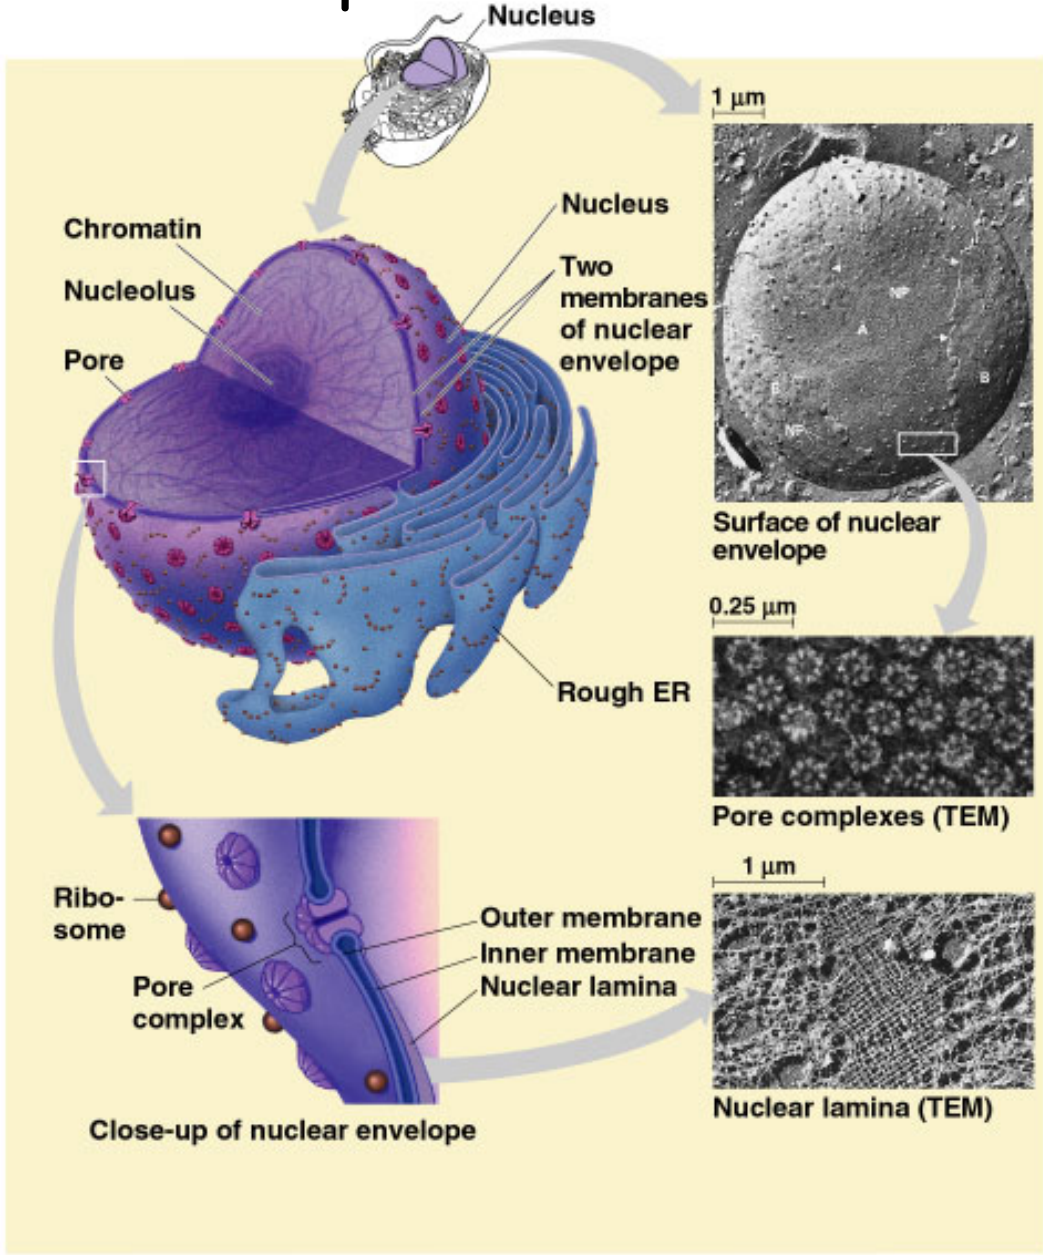 Nucleus
1 μm
Chromatin
Nucleolus
Pore
Nucleus
Two
membranes
of nuclear
envelope
NP
A
B
B
NP
Surface of nuclear
envelope
0.25 μm
Rough ER
Pore complexes (TEM)
1 μm
Ribo-
some
Pore
complex
Outer membrane
Inner membrane
Nuclear lamina
Close-up of nuclear envelope
Nuclear lamina (TEM)